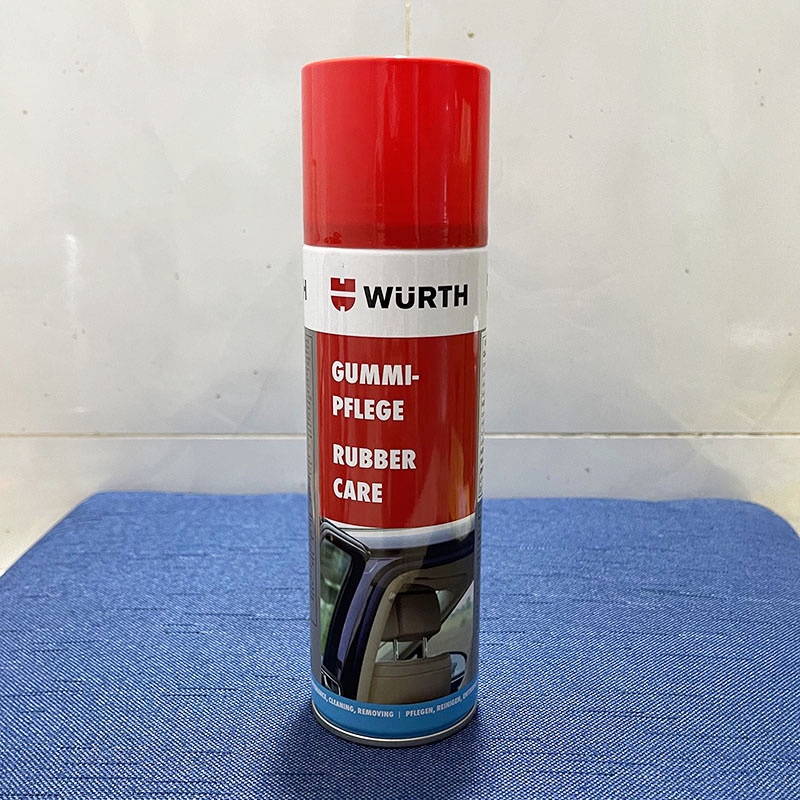 WÜRTH
GUMMI-
PFLEGE
RUBBER
CARE
CLEANING, REMOVING | PFLEGEN, REINIGEN,